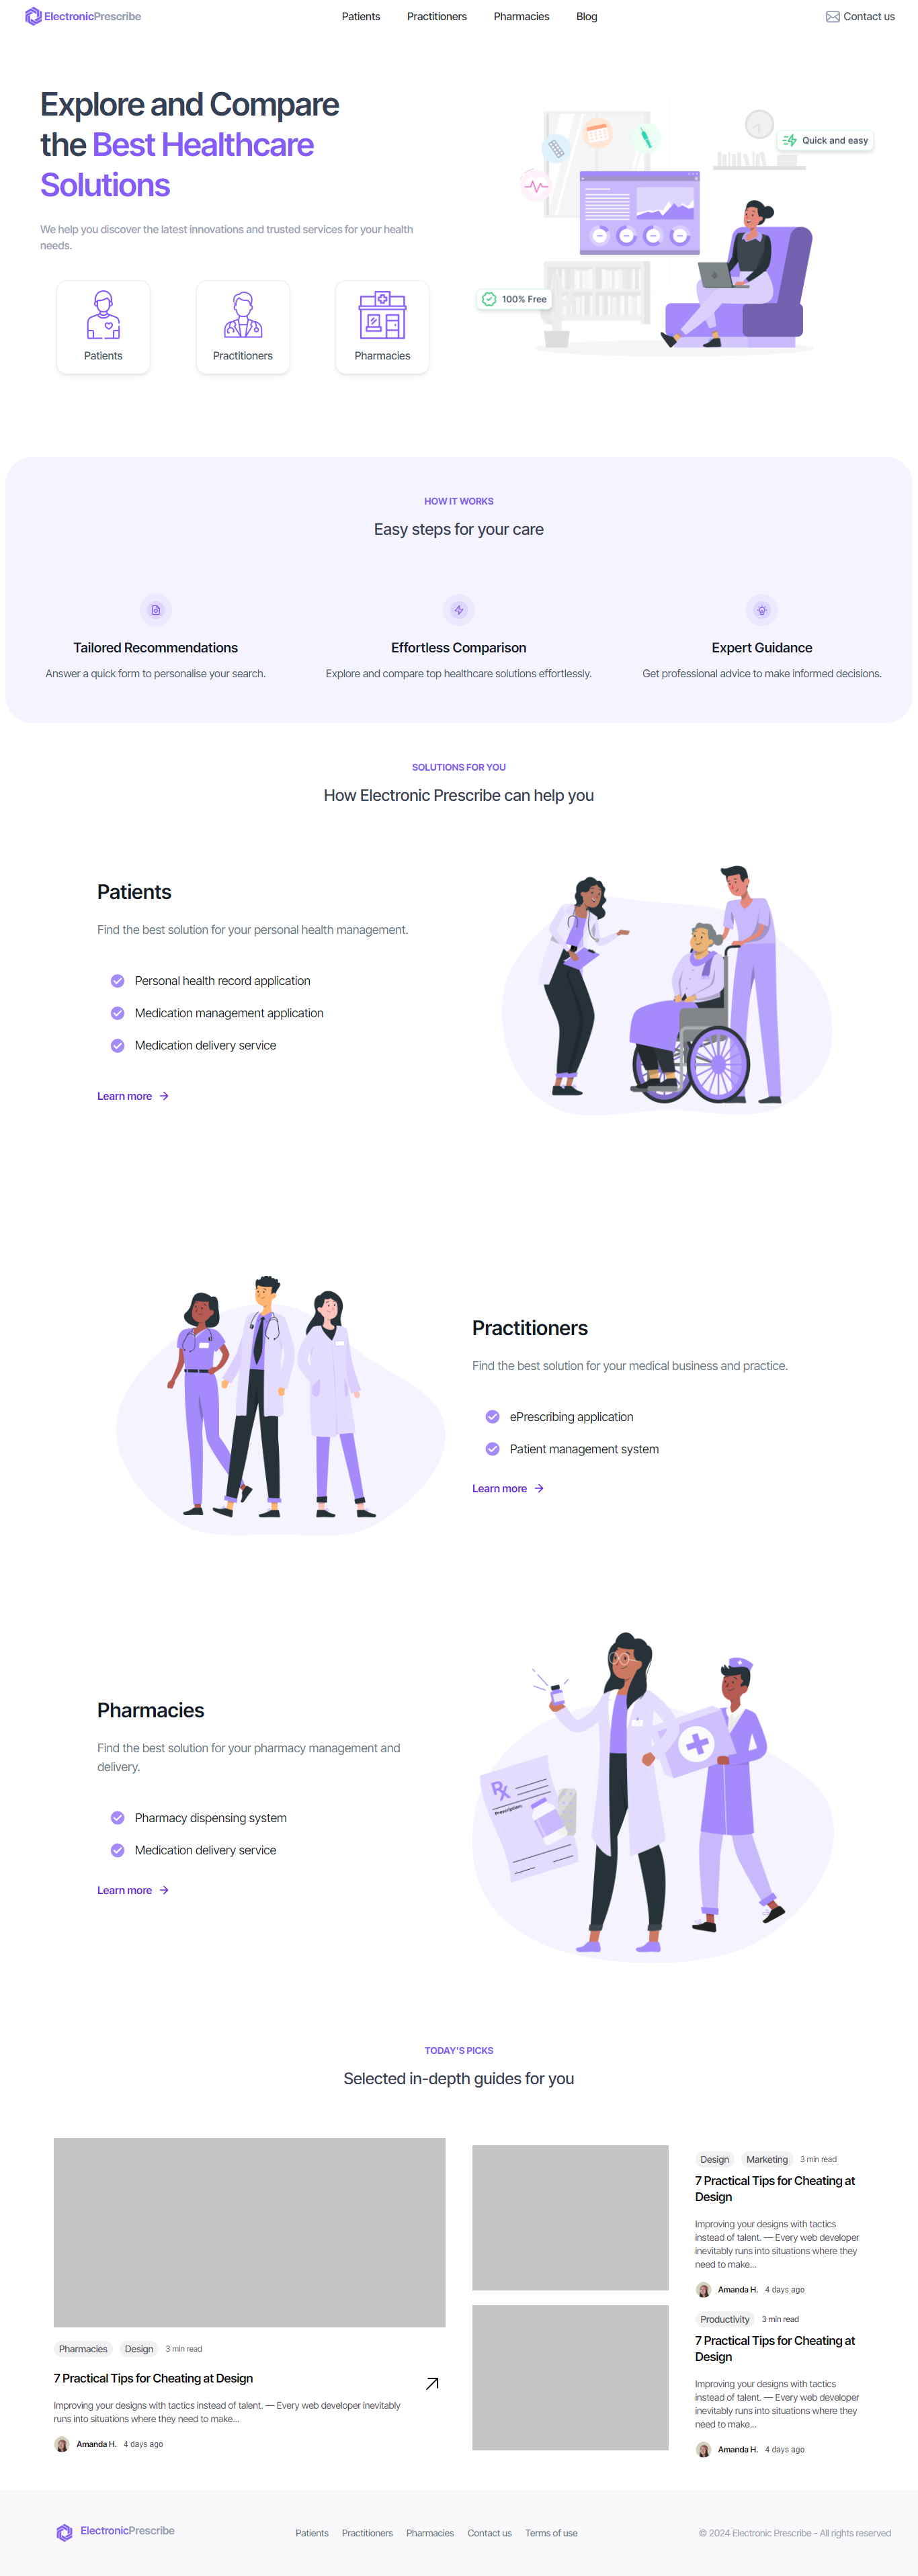 ElectronicPrescribe
Patients
Practitioners
Pharmacies
Blog
Contact us
Explore and Compare
the Best Healthcare
Solutions
We help you discover the latest innovations and trusted services for your health
needs.
Patients
Practitioners
Pharmacies
Quick and easy
100% Free
HOW IT WORKS
Easy steps for your care
Tailored Recommendations
Answer a quick form to personalise your search.
Effortless Comparison
Explore and compare top healthcare solutions effortlessly.
Expert Guidance
Get professional advice to make informed decisions.
SOLUTIONS FOR YOU
How Electronic Prescribe can help you
Patients
Find the best solution for your personal health management.
Personal health record application
Medication management application
Medication delivery service
Learn more
Practitioners
Find the best solution for your medical business and practice.
ePrescribing application
Patient management system
Learn more
Pharmacies
Find the best solution for your pharmacy management and
delivery.
Pharmacy dispensing system
Medication delivery service
Learn more
Rx
Prescription:
TODAY'S PICKS
Selected in-depth guides for you
Pharmacies
Design
3 min read
7 Practical Tips for Cheating at Design
Improving your designs with tactics instead of talent. — Every web developer inevitably
runs into situations where they need to make...
Amanda H.
4 days ago
Design
Marketing
3 min read
7 Practical Tips for Cheating at
Design
Improving your designs with tactics
instead of talent. — Every web developer
inevitably runs into situations where they
need to make...
Amanda H.
4 days ago
Productivity
3 min read
7 Practical Tips for Cheating at
Design
Improving your designs with tactics
instead of talent. — Every web developer
inevitably runs into situations where they
need to make...
Amanda H.
4 days ago
ElectronicPrescribe
Patients
Practitioners
Pharmacies
Contact us
Terms of use
© 2024 Electronic Prescribe - All rights reserved